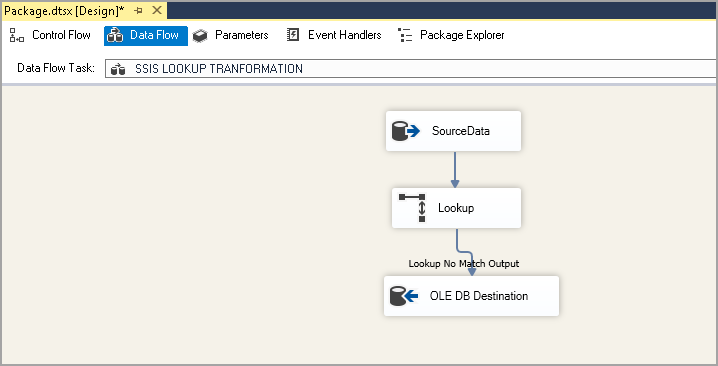 Package.dtsx [Design]*
Control Flow Data Flow Parameters Event Handlers Package Explorer
Data Flow Task: SSIS LOOKUP TRANFORMATION
SourceData
Lookup
Lookup No Match Output
OLE DB Destination